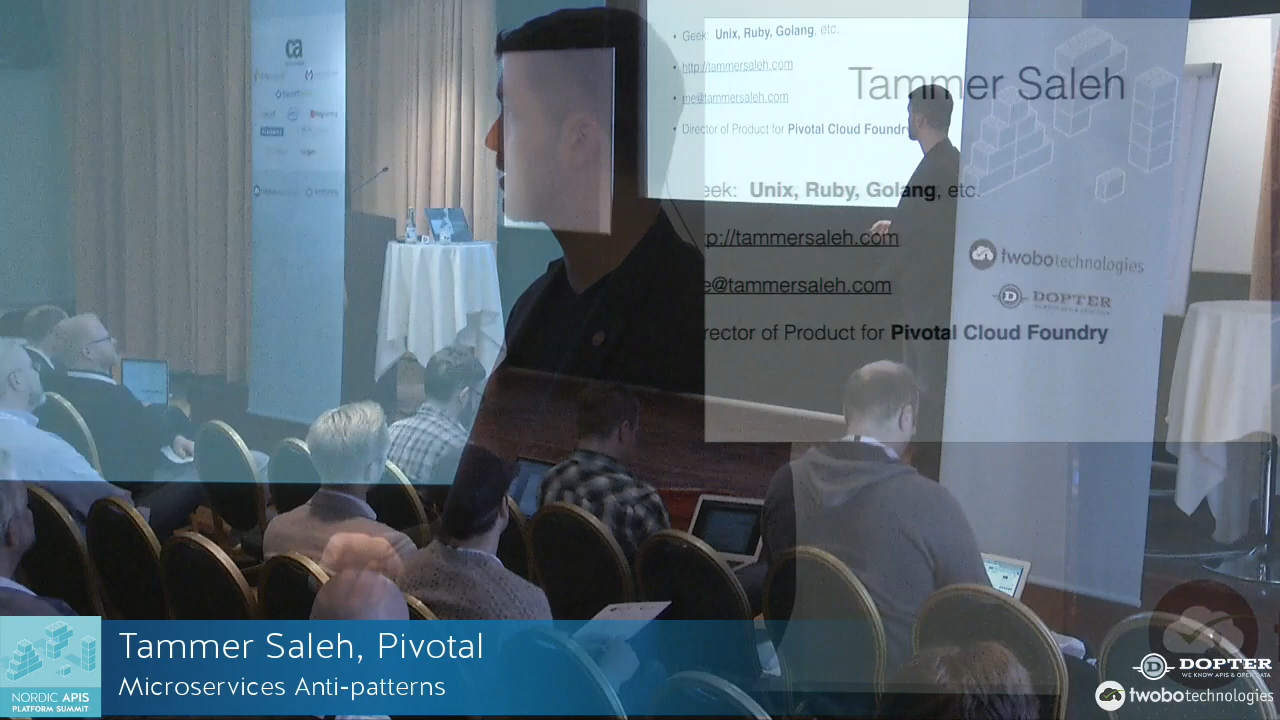 ca
Geek: Unix, Ruby, Golang, etc.
http://tammersaleh.com
me@tammersaleh.com
Director of Product for Pivotal Cloud Foundry
Tammer Saleh
eek: Unix, Ruby, Golang, etc.
p://tammersaleh.com
e@tammersaleh.com
rector of Product for Pivotal Cloud Foundry
twobotechnologies
DOPTER
Tammer Saleh, Pivotal
Microservices Anti-patterns
NORDIC APIS
PLATFORM SUMMIT
DOPTER
WE KNOW APIS & OPEN DATA
twobotechnologies